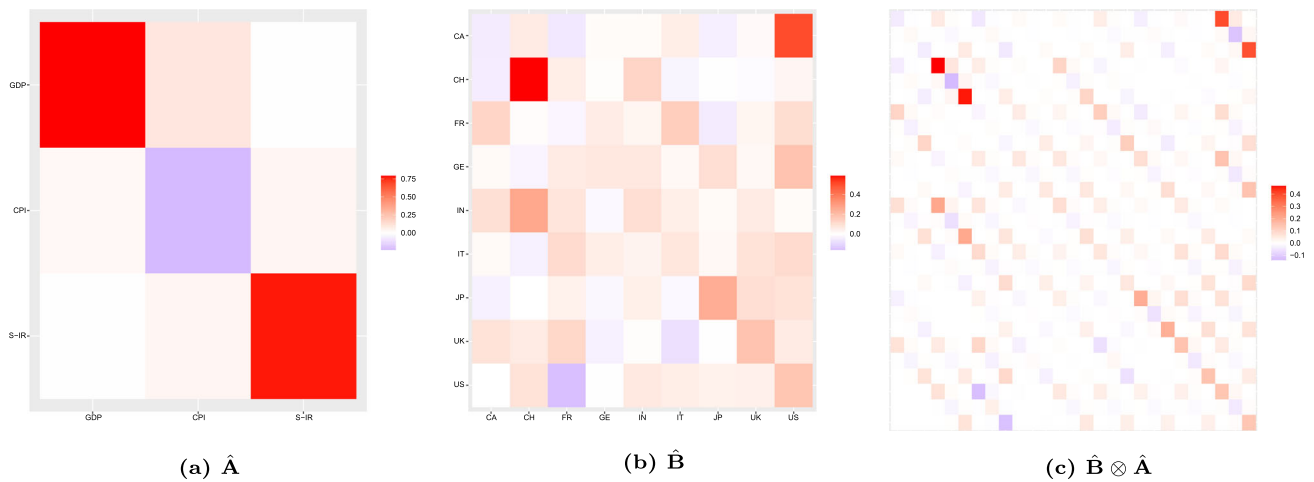 GDP
CPI
S−IR
GDP
CPI
S−IR
0.75
0.50
0.25
0.00
(a) Â
CA
CH
FR
GE
IN
IT
JP
UK
US
CA
CH
FR
GE
IN
IT
JP
UK
US
0.4
0.2
0.0
(b) B̂
0.4
0.3
0.2
0.1
0.0
−0.1
(c) B̂ ⊗ Â